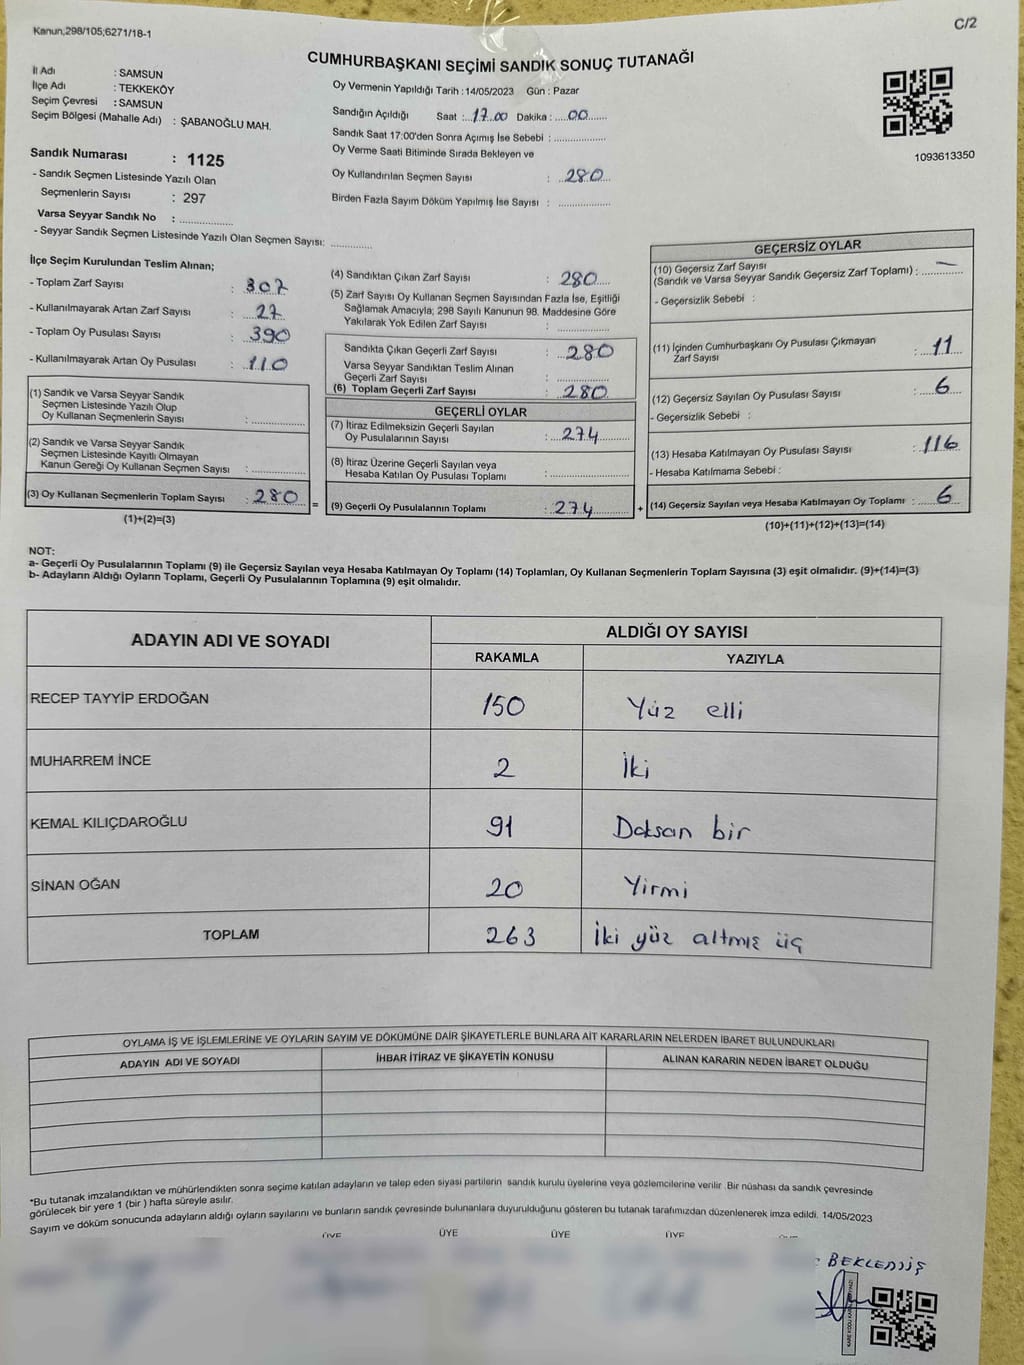 Kanun;298/105;6271/18-1
C/2
CUMHURBAŞKANI SEÇİMİ SANDIK SONUÇ TUTANAĞI
İl Adı : SAMSUN
İlçe Adı : TEKKEKÖY
Seçim Çevresi : SAMSUN
Seçim Bölgesi (Mahalle Adı) : ŞABANOĞLU MAH.
Sandık Numarası : 1125
- Sandık Seçmen Listesinde Yazılı Olan
Seçmenlerin Sayısı : 297
Varsa Seyyar Sandık No : ..............
- Seyyar Sandık Seçmen Listesinde Yazılı Olan Seçmen Sayısı: ............
Oy Vermenin Yapıldığı Tarih : 14/05/2023 Gün : Pazar
Sandığın Açıldığı Saat :..17.00 Dakika :....00.......
Sandık Saat 17:00'den Sonra Açımış İse Sebebi : ................
Oy Verme Saati Bitiminde Sırada Bekleyen ve
Oy Kullandırılan Seçmen Sayısı : ..280...
Birden Fazla Sayım Döküm Yapılmış İse Sayısı : ................
1093613350
İlçe Seçim Kurulundan Teslim Alınan;
- Toplam Zarf Sayısı : 307
- Kullanılmayarak Artan Zarf Sayısı : 27
- Toplam Oy Pusulası Sayısı : 390
- Kullanılmayarak Artan Oy Pusulası : 110
(1) Sandık ve Varsa Seyyar Sandık
Seçmen Listesinde Yazılı Olup
Oy Kullanan Seçmenlerin Sayısı : ................
(2) Sandık ve Varsa Seyyar Sandık
Seçmen Listesinde Kayıtlı Olmayan
Kanun Gereği Oy Kullanan Seçmen Sayısı : ................
(3) Oy Kullanan Seçmenlerin Toplam Sayısı : 280 =
(1)+(2)=(3)
(4) Sandıktan Çıkan Zarf Sayısı : 280
(5) Zarf Sayısı Oy Kullanan Seçmen Sayısından Fazla İse, Eşitliği
Sağlamak Amacıyla; 298 Sayılı Kanunun 98. Maddesine Göre
Yakılarak Yok Edilen Zarf Sayısı : ................
Sandıkta Çıkan Geçerli Zarf Sayısı : 280
Varsa Seyyar Sandıktan Teslim Alınan
Geçerli Zarf Sayısı : ................
(6) Toplam Geçerli Zarf Sayısı : 280
GEÇERLİ OYLAR
(7) İtiraz Edilmeksizin Geçerli Sayılan
Oy Pusulalarının Sayısı : 274
(8) İtiraz Üzerine Geçerli Sayılan veya
Hesaba Katılan Oy Pusulası Toplamı : ................
(9) Geçerli Oy Pusulalarının Toplamı : 274 +
GEÇERSİZ OYLAR
(10) Geçersiz Zarf Sayısı
(Sandık ve Varsa Seyyar Sandık Geçersiz Zarf Toplamı) : —
- Geçersizlik Sebebi :
(11) İçinden Cumhurbaşkanı Oy Pusulası Çıkmayan
Zarf Sayısı : 11
(12) Geçersiz Sayılan Oy Pusulası Sayısı : 6
- Geçersizlik Sebebi :
(13) Hesaba Katılmayan Oy Pusulası Sayısı : 116
- Hesaba Katılmama Sebebi :
(14) Geçersiz Sayılan veya Hesaba Katılmayan Oy Toplamı : 6
(10)+(11)+(12)+(13)=(14)
NOT:
a- Geçerli Oy Pusulalarının Toplamı (9) ile Geçersiz Sayılan veya Hesaba Katılmayan Oy Toplamı (14) Toplamları, Oy Kullanan Seçmenlerin Toplam Sayısına (3) eşit olmalıdır. (9)+(14)=(3)
b- Adayların Aldığı Oyların Toplamı, Geçerli Oy Pusulalarının Toplamına (9) eşit olmalıdır.
ADAYIN ADI VE SOYADI ALDIĞI OY SAYISI
RAKAMLA YAZIYLA
RECEP TAYYİP ERDOĞAN 150 Yüz elli
MUHARREM İNCE 2 İki
KEMAL KILIÇDAROĞLU 91 Doksan bir
SİNAN OĞAN 20 Yirmi
TOPLAM 263 İki yüz altmış üç
OYLAMA İŞ VE İŞLEMLERİNE VE OYLARIN SAYIM VE DÖKÜMÜNE DAİR ŞİKAYETLERLE BUNLARA AİT KARARLARIN NELERDEN İBARET BULUNDUKLARI
ADAYIN ADI VE SOYADI İHBAR İTİRAZ VE ŞİKAYETİN KONUSU ALINAN KARARIN NEDEN İBARET OLDUĞU
*Bu tutanak imzalandıktan ve mühürlendikten sonra seçime katılan adayların ve talep eden siyasi partilerin sandık kurulu üyelerine veya gözlemcilerine verilir .Bir nüshası da sandık çevresinde
görülecek bir yere 1 (bir ) hafta süreyle asılır.
Sayım ve döküm sonucunda adayların aldığı oyların sayılarını ve bunların sandık çevresinde bulunanlara duyurulduğunu gösteren bu tutanak tarafımızdan düzenlenerek imza edildi. 14/05/2023
ÜYE ÜYE ÜYE ÜYE
BEKLEMİŞ